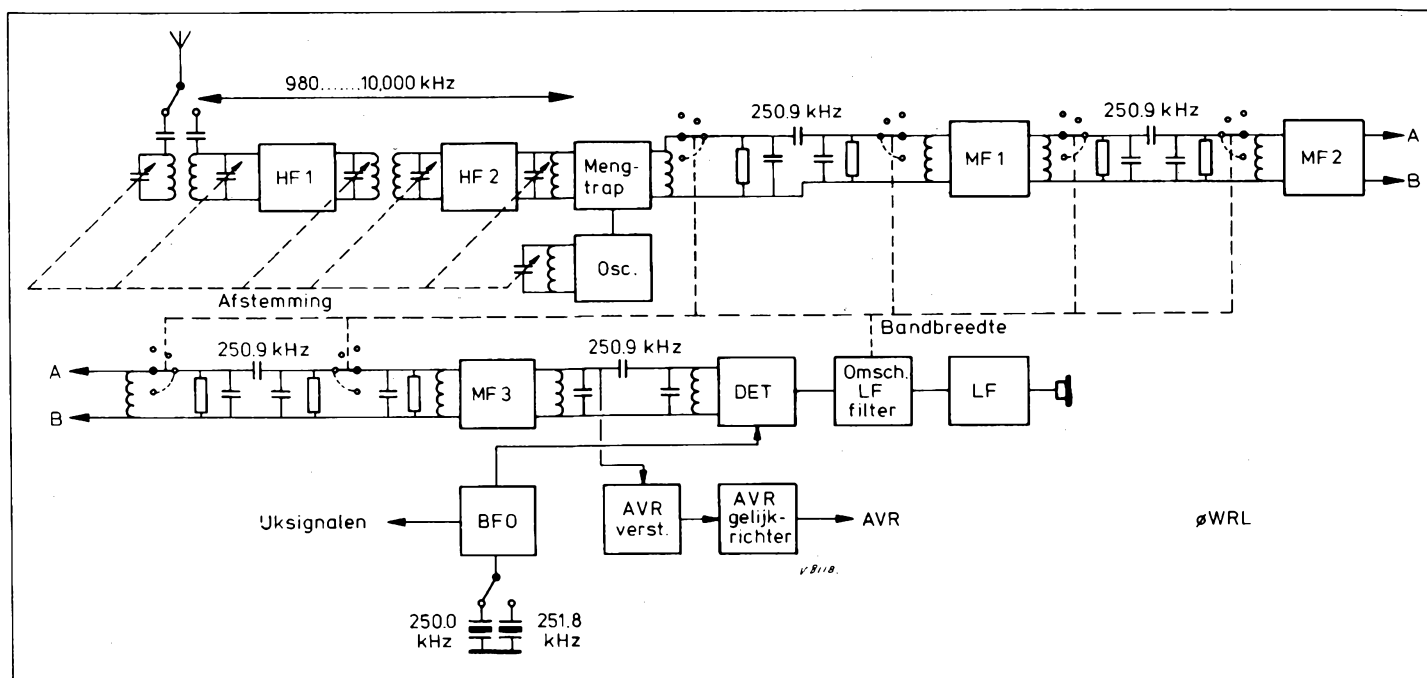 980.......10,000 kHz
250.9 kHz
250.9 kHz
HF 1
HF 2
Meng-
trap
MF 1
MF 2
A
B
Osc.
Afstemming
Bandbreedte
A
B
250.9 kHz
MF 3
250.9 kHz
DET
Omsch.
LF
filter
LF
IJksignalen
BFO
AVR
verst.
AVR
gelijk-
richter
AVR
øWRL
250.0
kHz
251.8
kHz